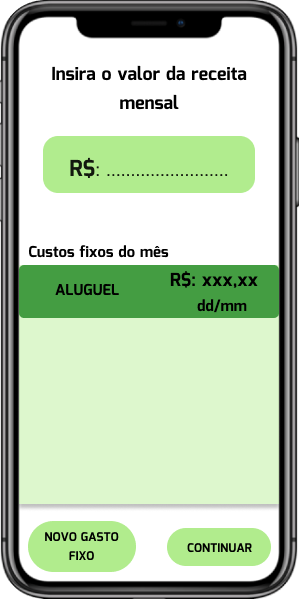 Insira o valor da receita
mensal
R$: .........................
Custos fixos do mês
ALUGUEL
R$: xxx,xx
dd/mm
NOVO GASTO
FIXO
CONTINUAR